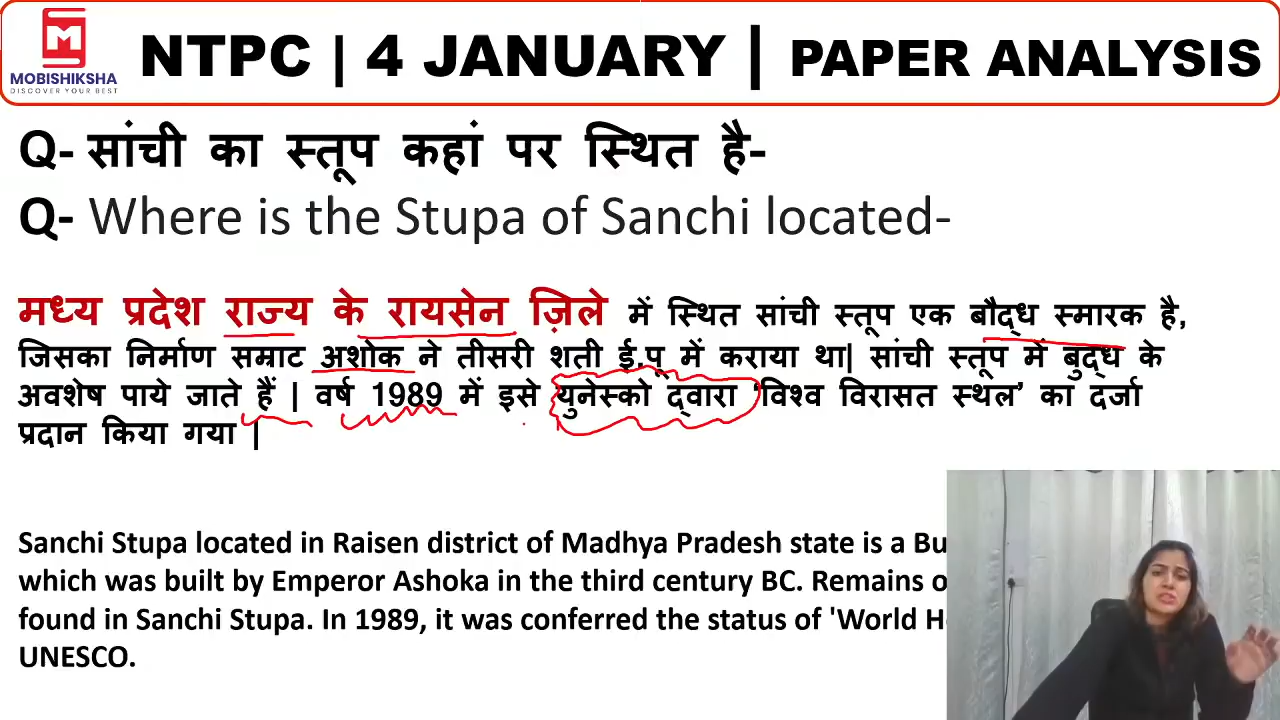 MOBISHIKSHA
DISCOVER YOUR BEST
NTPC | 4 JANUARY | PAPER ANALYSIS
Q- सांची का स्तूप कहां पर स्थित है-
Q- Where is the Stupa of Sanchi located-
मध्य प्रदेश राज्य के रायसेन ज़िले में स्थित सांची स्तूप एक बौद्ध स्मारक है,
जिसका निर्माण सम्राट अशोक ने तीसरी शती ई.पू में कराया था| सांची स्तूप में बुद्ध के
अवशेष पाये जाते हैं | वर्ष 1989 में इसे युनेस्को द्वारा 'विश्व विरासत स्थल' का दर्जा
प्रदान किया गया |
Sanchi Stupa located in Raisen district of Madhya Pradesh state is a
which was built by Emperor Ashoka in the third century BC. Remains
found in Sanchi Stupa. In 1989, it was conferred the status of 'World
UNESCO.